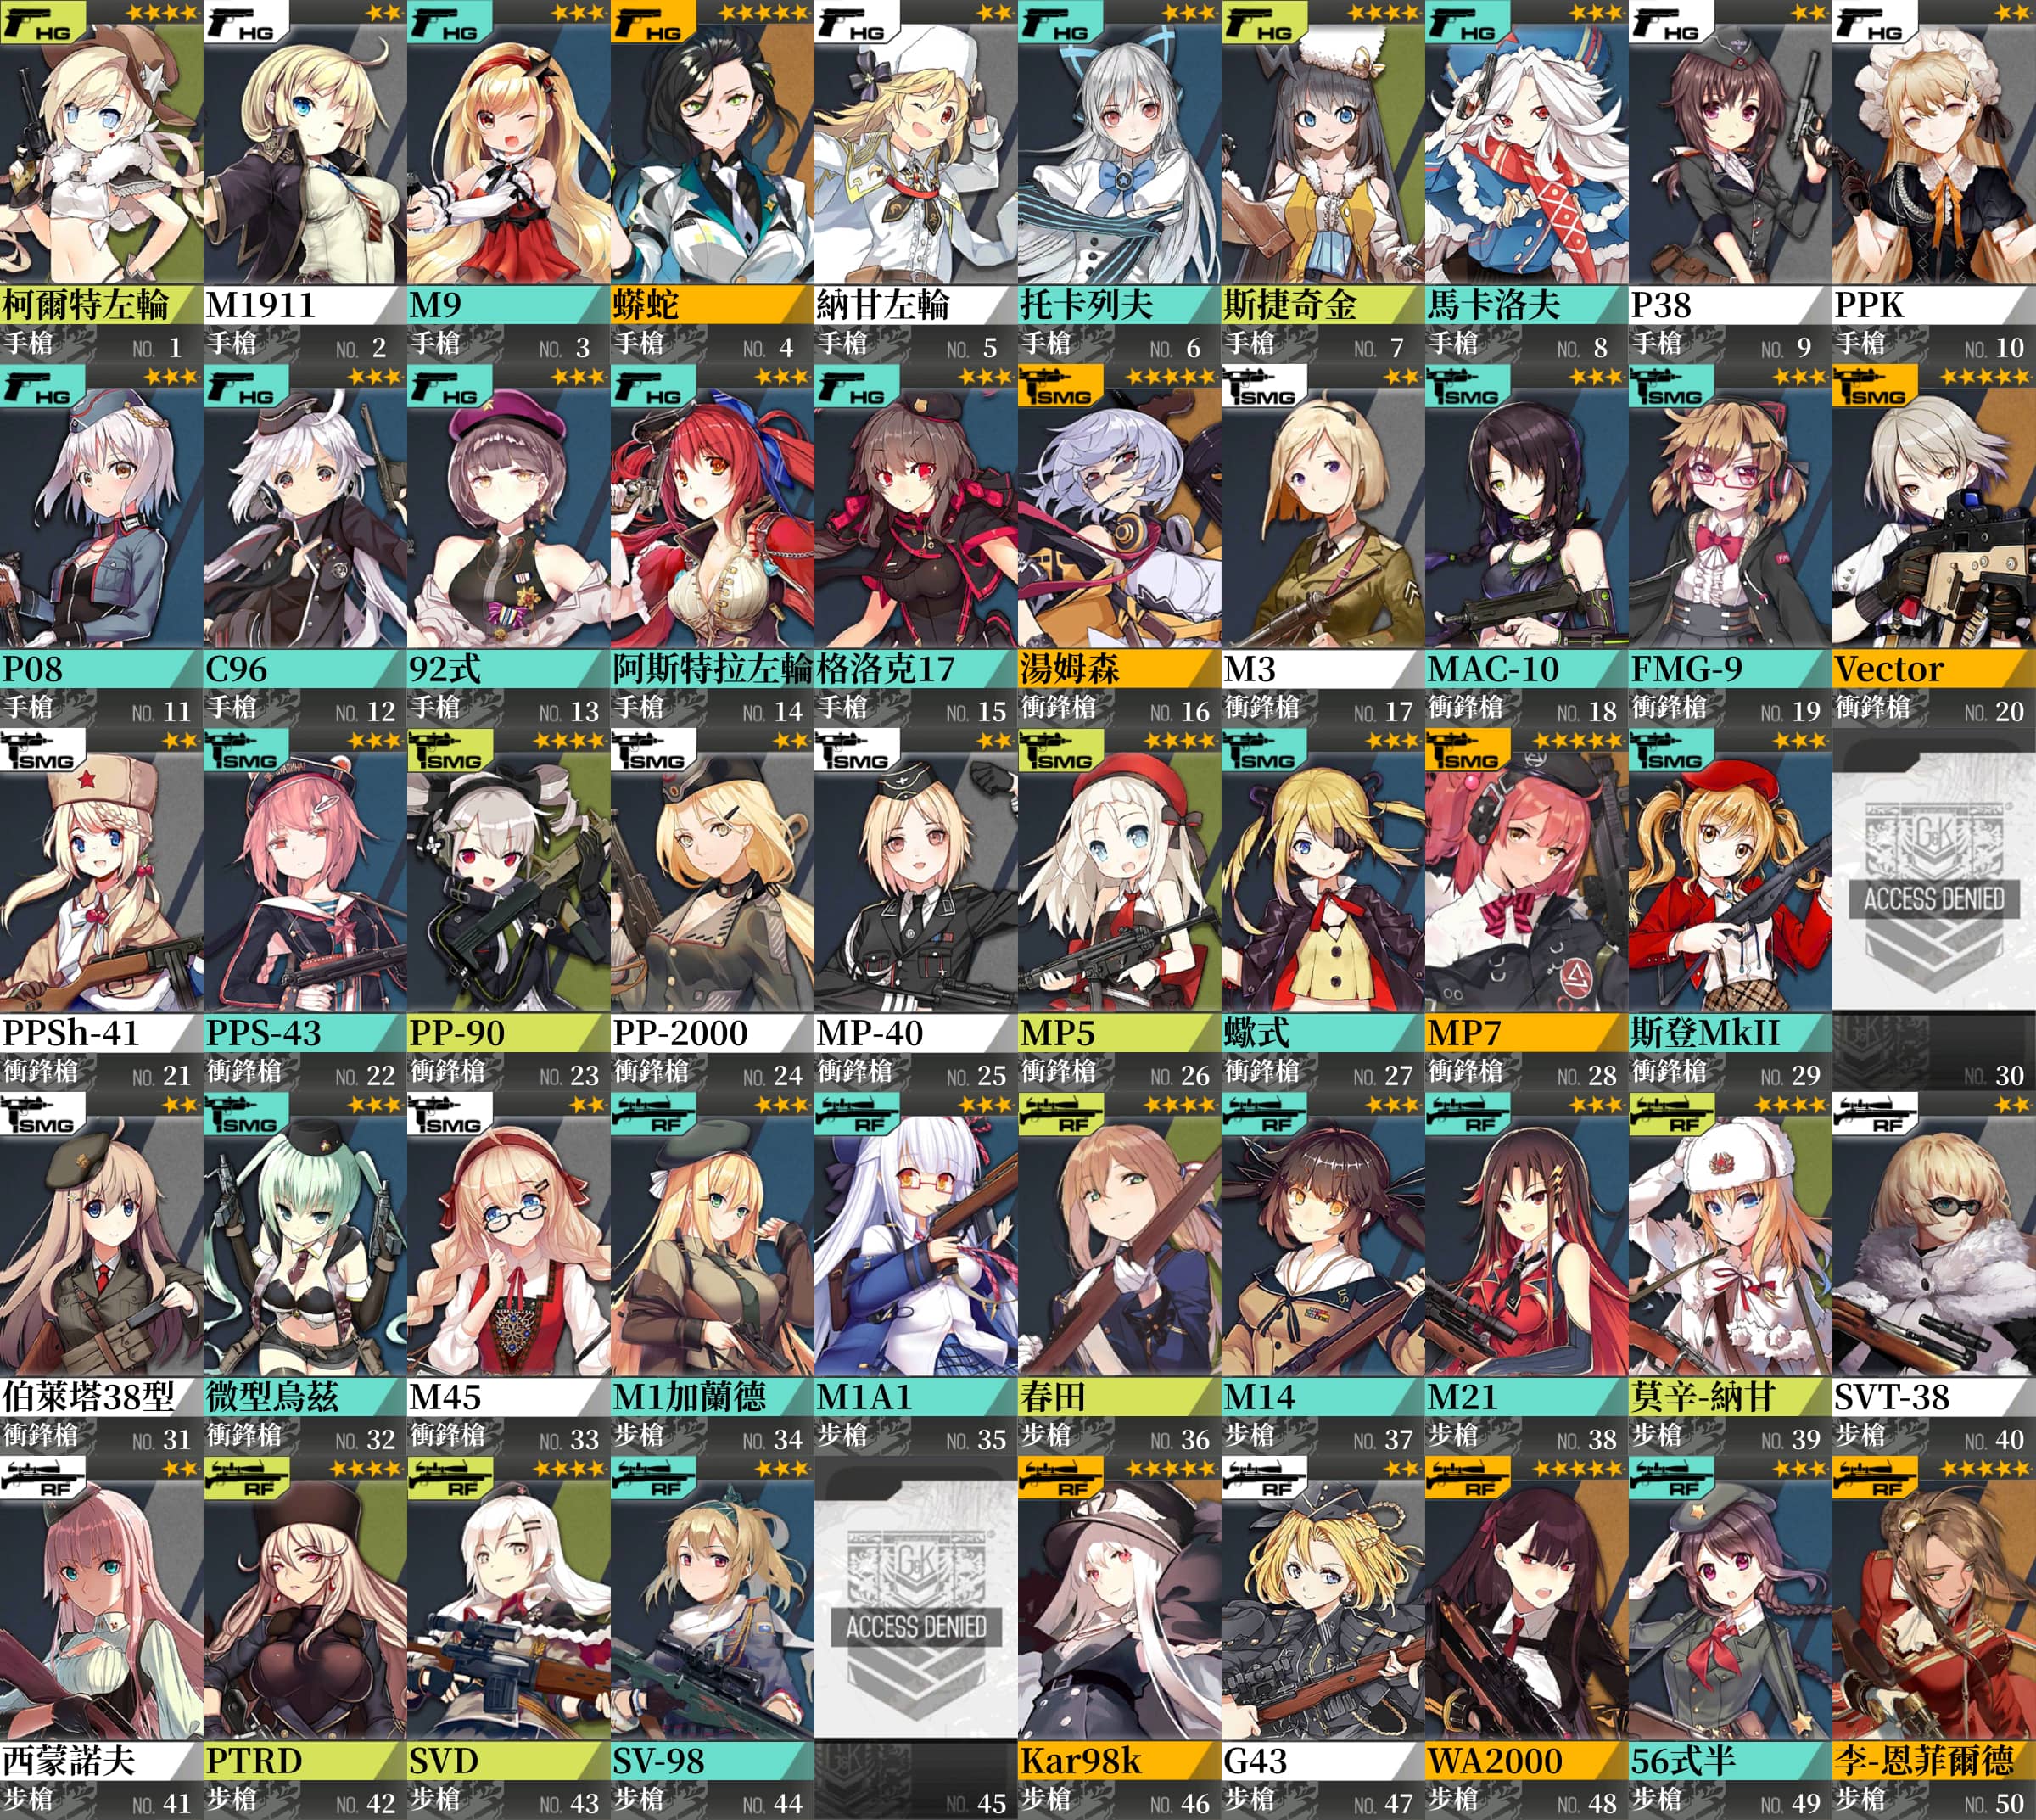 HG HG HG HG HG HG HG HG HG HG
柯爾特左輪 M1911 M9 蟒蛇 納甘左輪 托卡列夫 斯捷奇金 馬卡洛夫 P38 PPK
手槍 NO. 1 手槍 NO. 2 手槍 NO. 3 手槍 NO. 4 手槍 NO. 5 手槍 NO. 6 手槍 NO. 7 手槍 NO. 8 手槍 NO. 9 手槍 NO. 10
HG HG HG HG HG SMG SMG SMG SMG SMG
P08 C96 92式 阿斯特拉左輪 格洛克17 湯姆森 M3 MAC-10 FMG-9 Vector
手槍 NO. 11 手槍 NO. 12 手槍 NO. 13 手槍 NO. 14 手槍 NO. 15 衝鋒槍 NO. 16 衝鋒槍 NO. 17 衝鋒槍 NO. 18 衝鋒槍 NO. 19 衝鋒槍 NO. 20
SMG SMG SMG SMG SMG SMG SMG SMG SMG
G&K
ACCESS DENIED
PPSh-41 PPS-43 PP-90 PP-2000 MP-40 MP5 蠍式 MP7 斯登MkII
衝鋒槍 NO. 21 衝鋒槍 NO. 22 衝鋒槍 NO. 23 衝鋒槍 NO. 24 衝鋒槍 NO. 25 衝鋒槍 NO. 26 衝鋒槍 NO. 27 衝鋒槍 NO. 28 衝鋒槍 NO. 29 NO. 30
SMG SMG SMG RF RF RF RF RF RF RF
伯萊塔38型 微型烏茲 M45 M1加蘭德 M1A1 春田 M14 M21 莫辛-納甘 SVT-38
衝鋒槍 NO. 31 衝鋒槍 NO. 32 衝鋒槍 NO. 33 步槍 NO. 34 步槍 NO. 35 步槍 NO. 36 步槍 NO. 37 步槍 NO. 38 步槍 NO. 39 步槍 NO. 40
RF RF RF RF RF RF RF RF RF
G&K
ACCESS DENIED
西蒙諾夫 PTRD SVD SV-98 Kar98k G43 WA2000 56式半 李-恩菲爾德
步槍 NO. 41 步槍 NO. 42 步槍 NO. 43 步槍 NO. 44 NO. 45 步槍 NO. 46 步槍 NO. 47 步槍 NO. 48 步槍 NO. 49 步槍 NO. 50